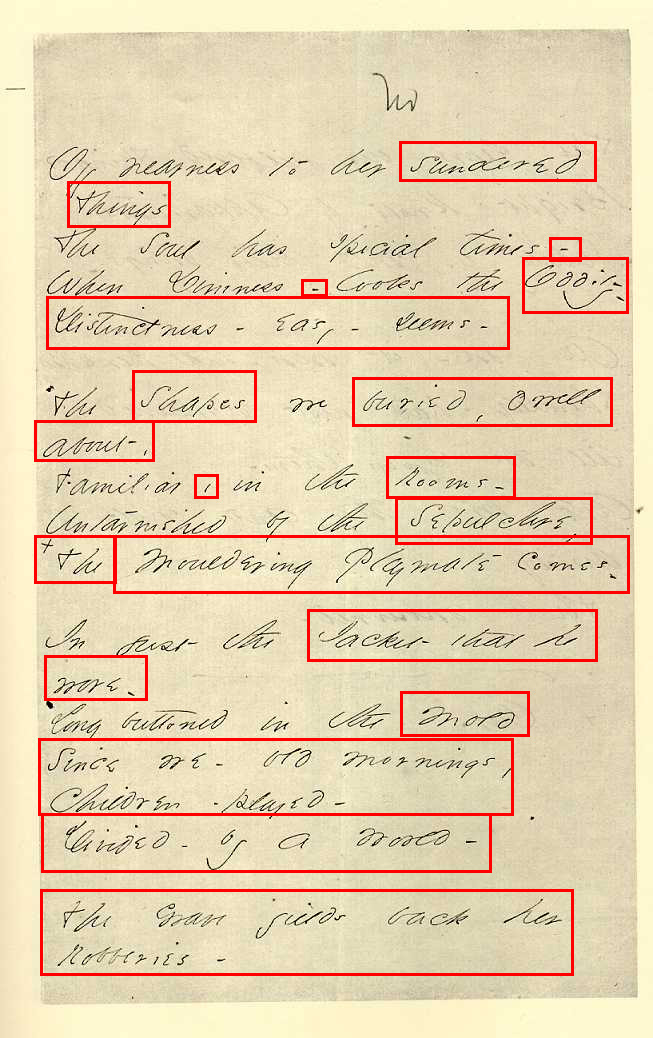 No
Of nearness to her sundered
Things
The Soul has special times -
When Dimness - looks the Oddity -
Distinctness - easy - seems -
The Shapes we buried, dwell
about,
Familiar, in the Rooms -
Untarnished by the Sepulchre,
+ The Mouldering Playmate comes -
In just the Jacket that he
wore -
Long buttoned in the Mold
Since we - old mornings,
Children - played -
Divided - by a world -
The Grave yields back her
Robberies -